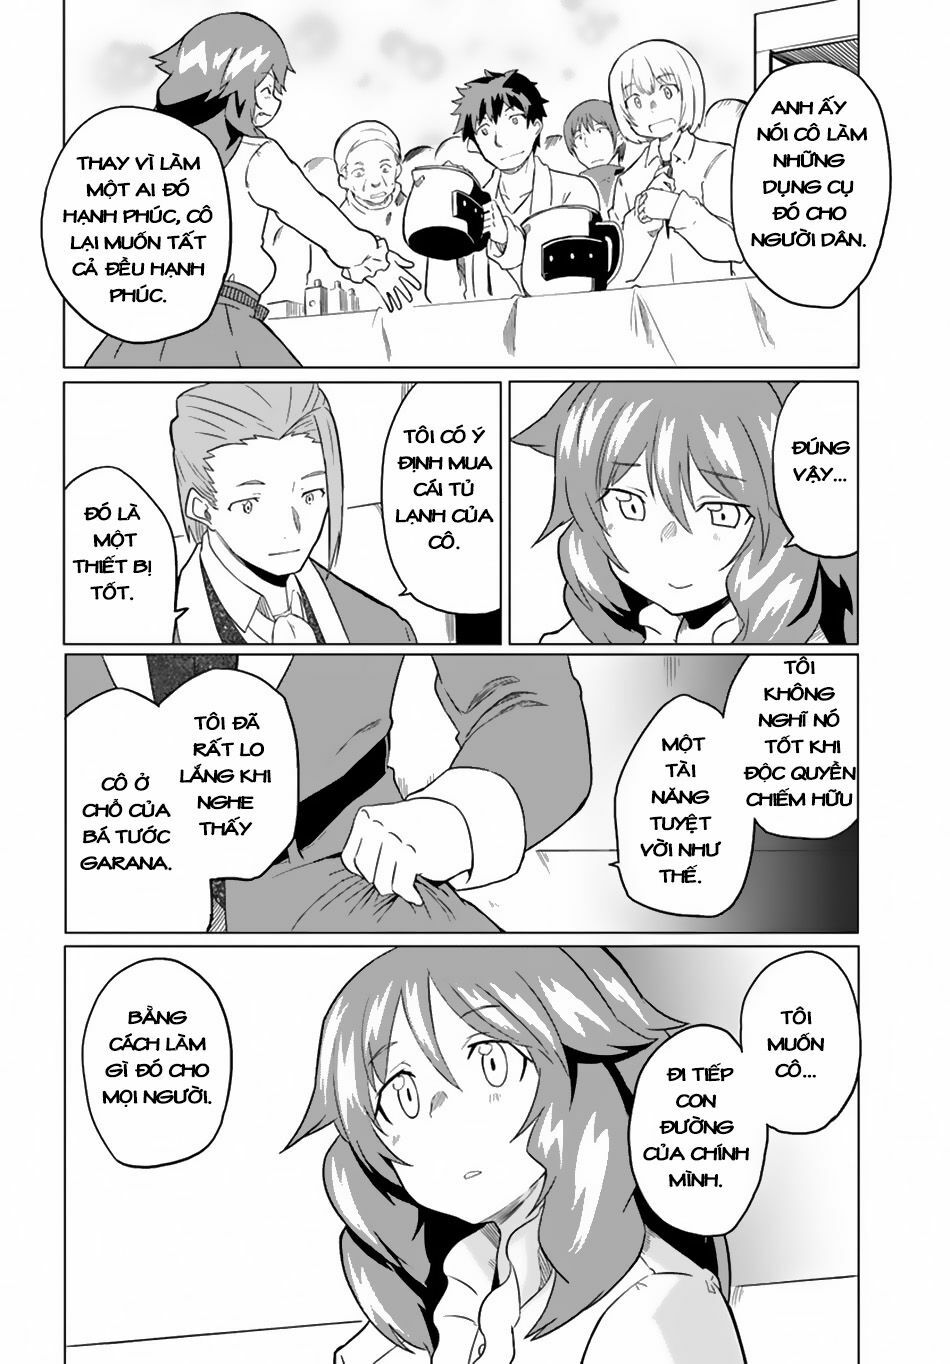 ANH ẤY
NÓI CÔ LÀM
NHỮNG
DỤNG CỤ
ĐÓ CHO
NGƯỜI DÂN.
THAY VÌ LÀM
MỘT AI ĐÓ
HẠNH PHÚC, CÔ
LẠI MUỐN TẤT
CẢ ĐỀU HẠNH
PHÚC.
ĐÚNG
VẬY...
TÔI CÓ Ý
ĐỊNH MUA
CÁI TỦ
LẠNH CỦA
CÔ.
ĐÓ LÀ
MỘT
THIẾT BỊ
TỐT.
TÔI
KHÔNG
NGHĨ NÓ
TỐT KHI
ĐỘC QUYỀN
CHIẾM HỮU
MỘT
TÀI
NĂNG
TUYỆT
VỜI NHƯ
THẾ.
TÔI ĐÃ
RẤT LO
LẮNG KHI
NGHE
THẤY
CÔ Ở
CHỖ CỦA
BÁ TƯỚC
GARANA.
TÔI
MUỐN
CÔ...
ĐI TIẾP
CON
ĐƯỜNG
CỦA CHÍNH
MÌNH.
BẰNG
CÁCH LÀM
GÌ ĐÓ CHO
MỌI NGƯỜI.